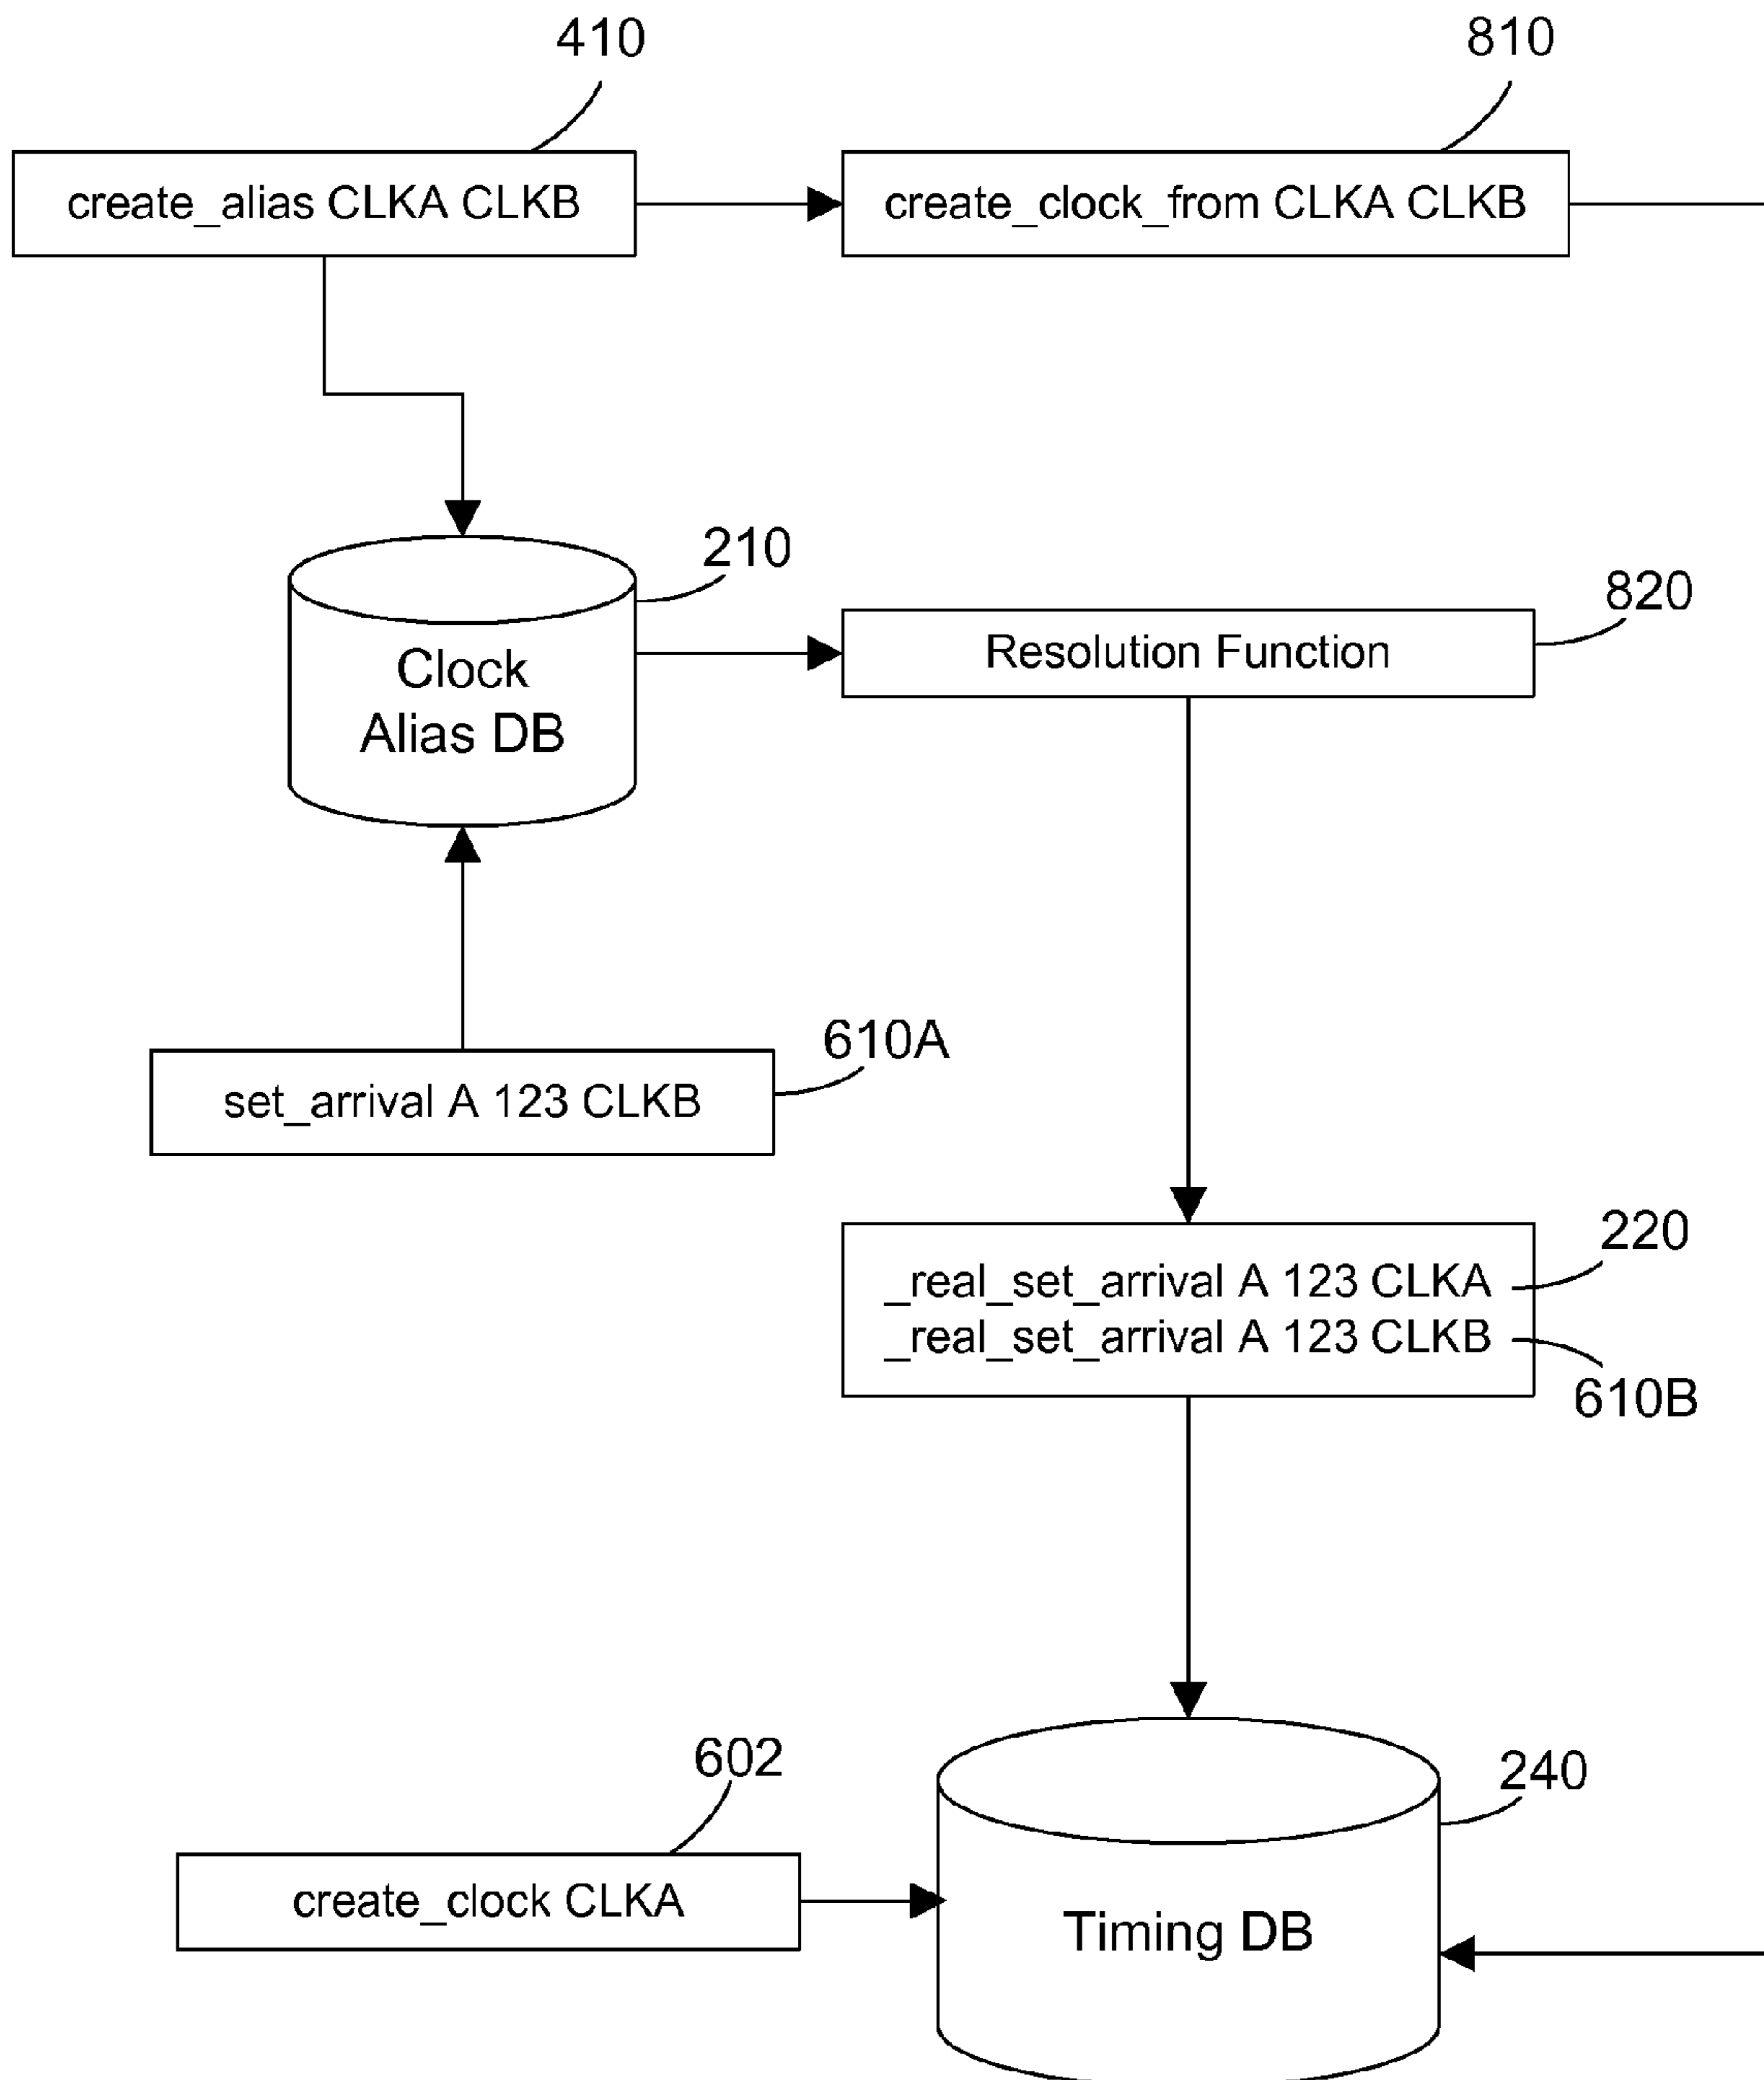 410
810
create_alias CLKA CLKB
create_clock_from CLKA CLKB
210
820
Clock
Alias DB
Resolution Function
610A
set_arrival A 123 CLKB
220
_real_set_arrival A 123 CLKA
_real_set_arrival A 123 CLKB
610B
602
240
create_clock CLKA
Timing DB